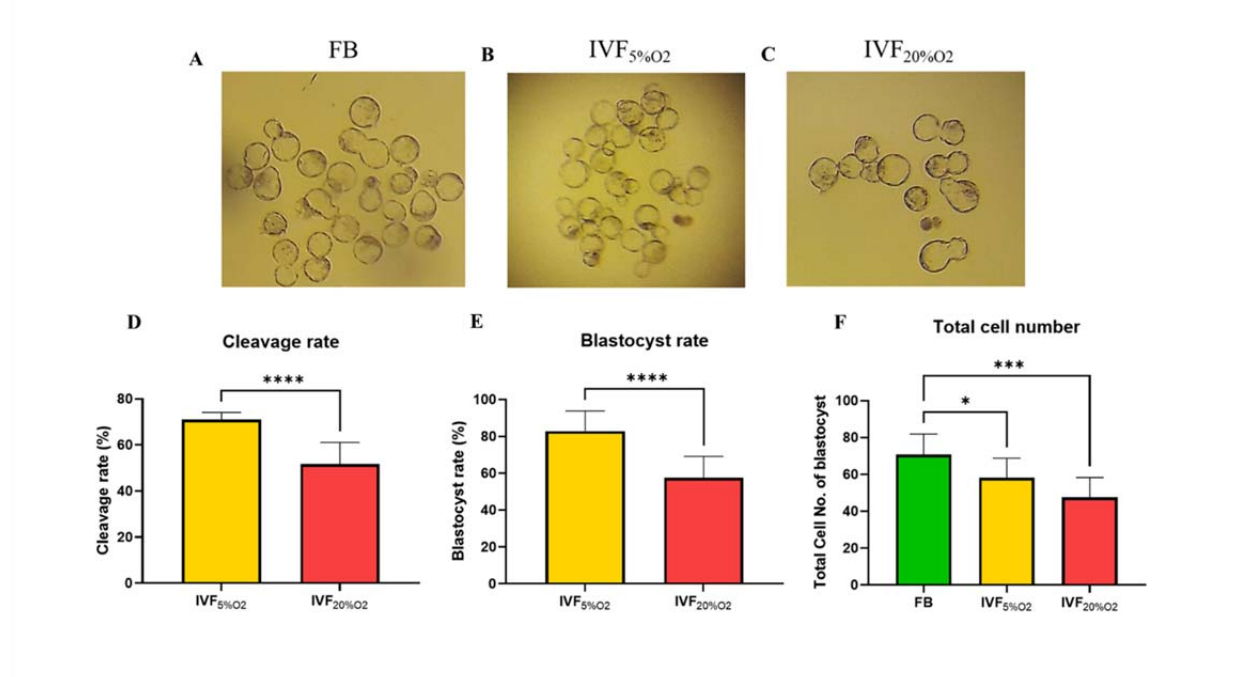 A FB B IVF5%O2 C IVF20%O2
D
Cleavage rate
****
Cleavage rate (%)
80
60
40
20
0
IVF5%O2 IVF20%O2
E
Blastocyst rate
****
Blastocyst rate (%)
100
80
60
40
20
0
IVF5%O2 IVF20%O2
F
Total cell number
***
*
Total Cell No. of blastocyst
100
80
60
40
20
0
FB IVF5%O2 IVF20%O2